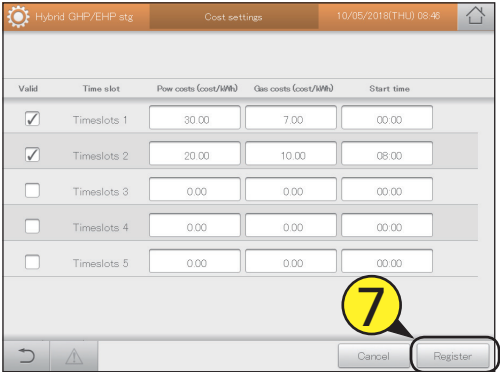 Hybrid GHP/EHP stg Cost settings 10/05/2018(THU) 08:46
Valid Time slot Pow costs (cost/kWh) Gas costs (cost/kWh) Start time
Timeslots 1 30.00 7.00 00:00
Timeslots 2 20.00 10.00 08:00
Timeslots 3 0.00 0.00 00:00
Timeslots 4 0.00 0.00 00:00
Timeslots 5 0.00 0.00 00:00
7
Cancel Register